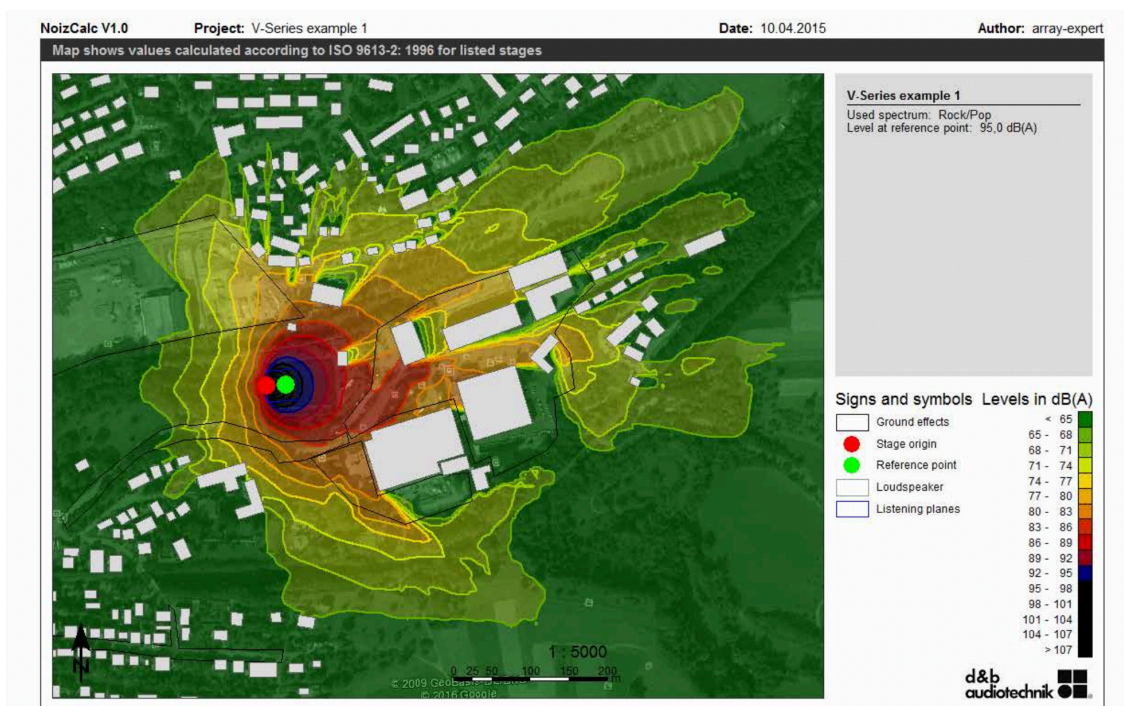 NoizCalc V1.0 Project: V-Series example 1 Date: 10.04.2015 Author: array-expert
Map shows values calculated according to ISO 9613-2: 1996 for listed stages
V-Series example 1
Used spectrum: Rock/Pop
Level at reference point: 95,0 dB(A)
Signs and symbols Levels in dB(A)
Ground effects
Stage origin
Reference point
Loudspeaker
Listening planes
< 65
65 - 68
68 - 71
71 - 74
74 - 77
77 - 80
80 - 83
83 - 86
86 - 89
89 - 92
92 - 95
95 - 98
98 - 101
101 - 104
104 - 107
> 107
1 : 5000
0 25 50 100 150 200
m
N
© 2009
© 2016 Google
d&b
audiotechnik